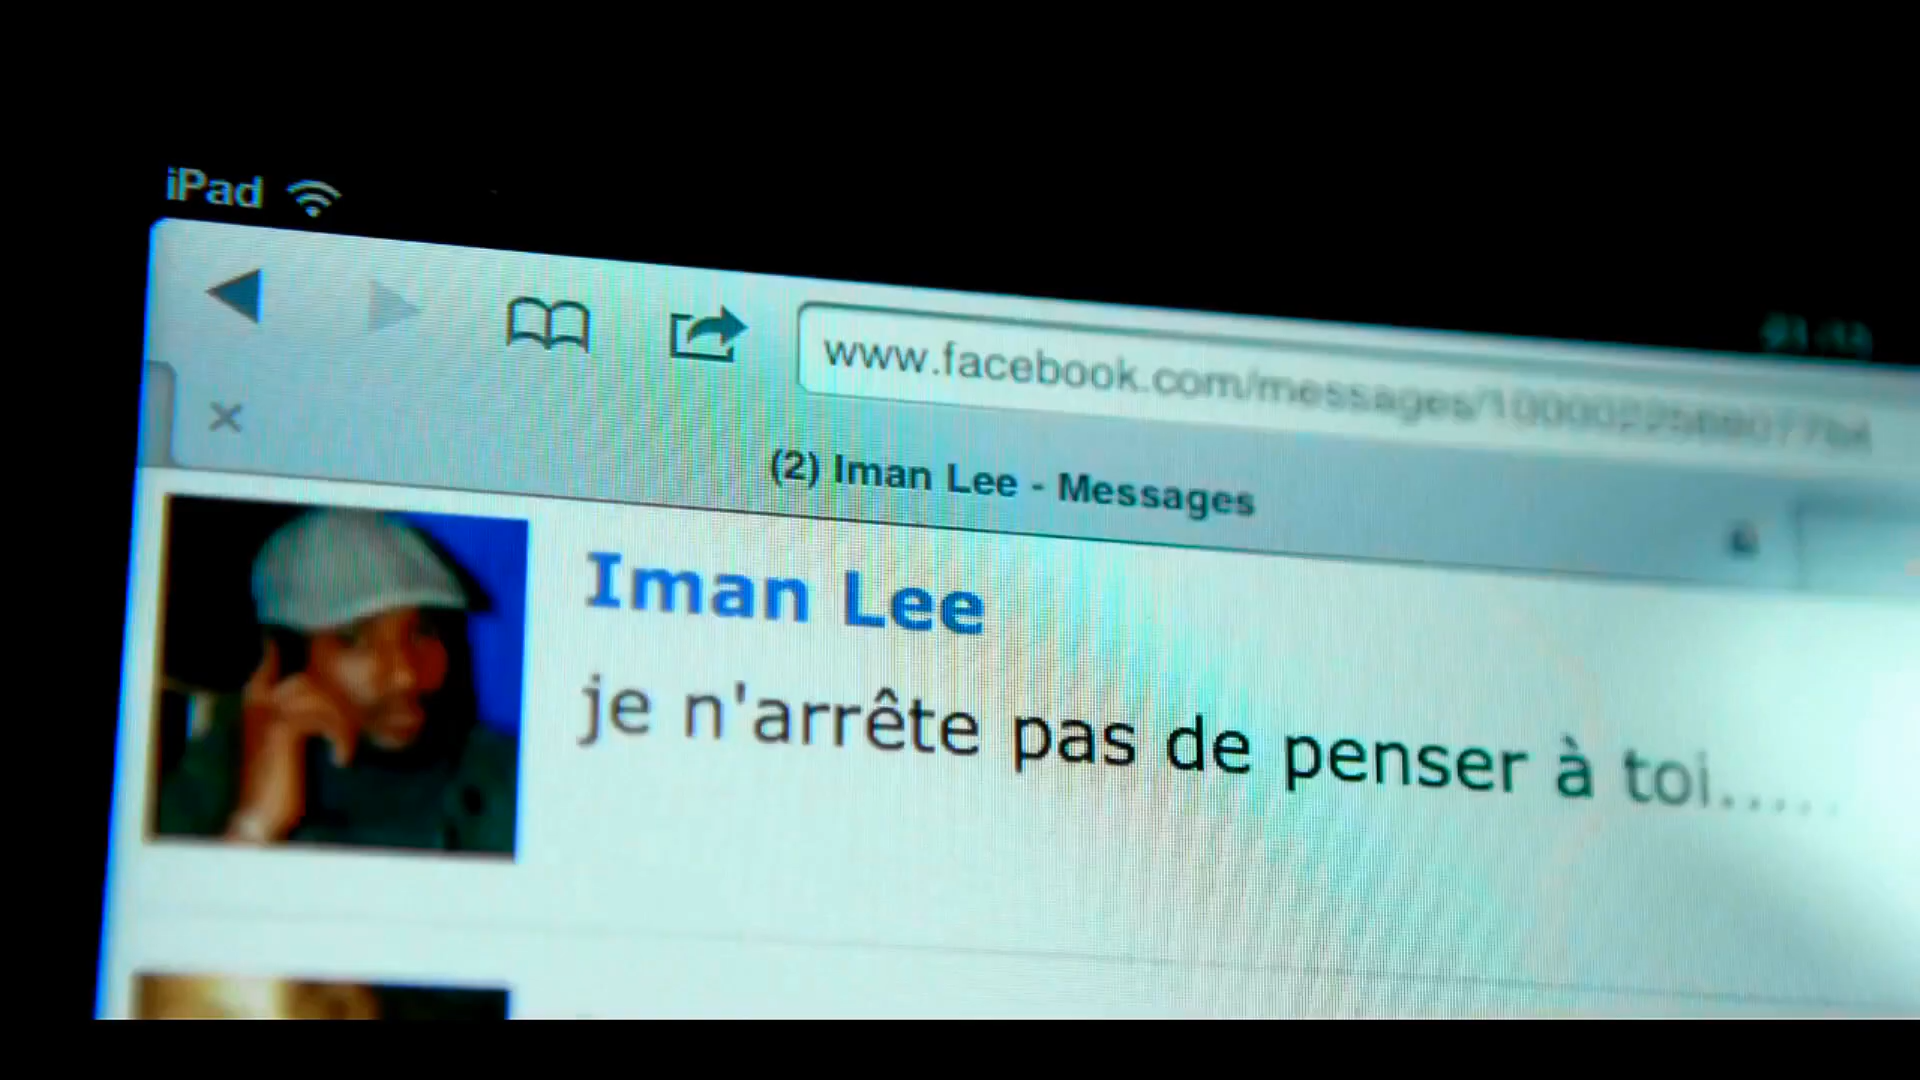 iPad
www.facebook.com/messages/
(2) Iman Lee - Messages
Iman Lee
je n'arrête pas de penser à toi.....